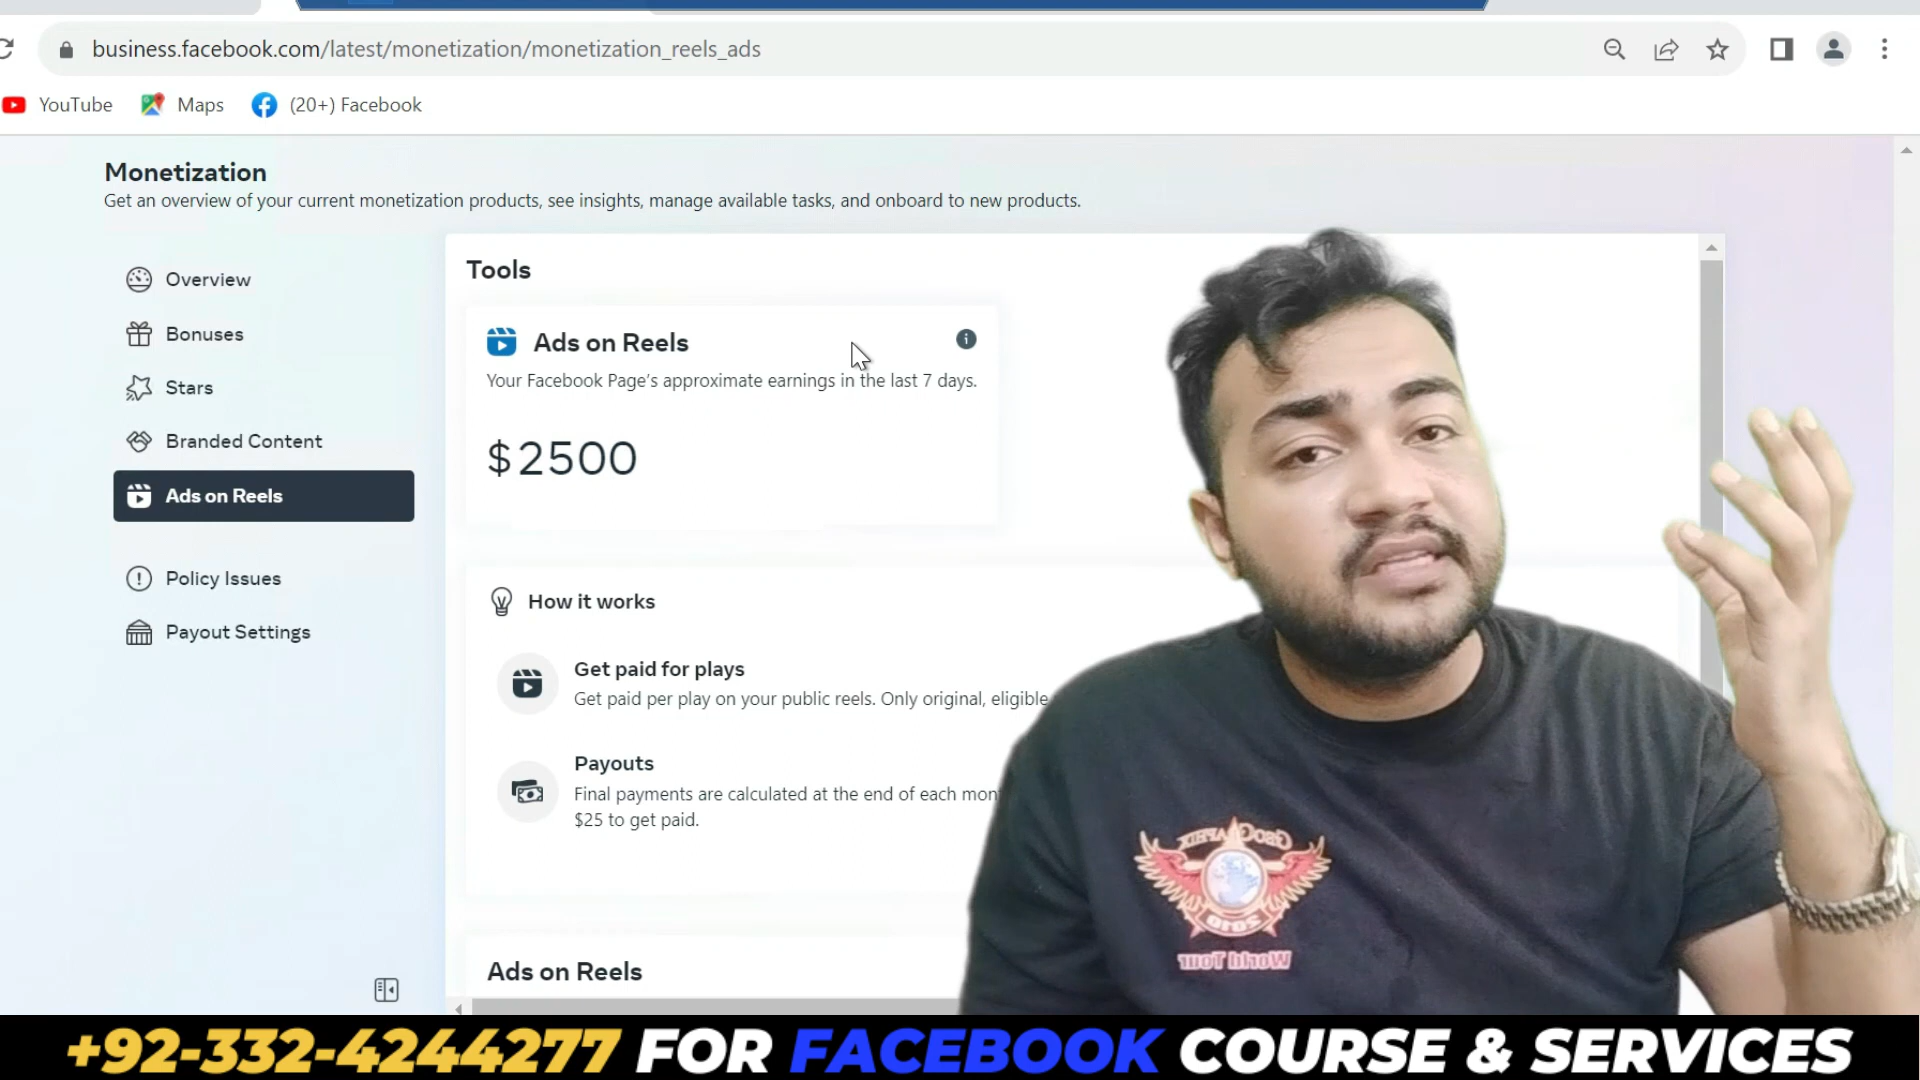 business.facebook.com/latest/monetization/monetization_reels_ads
YouTube
Maps
(20+) Facebook
Monetization
Get an overview of your current monetization products, see insights, manage available tasks, and onboard to new products.
Overview
Bonuses
Stars
Branded Content
Ads on Reels
Policy Issues
Payout Settings
Tools
Ads on Reels
Your Facebook Page's approximate earnings in the last 7 days.
$2500
How it works
Get paid for plays
Get paid per play on your public reels. Only original, eligible
Payouts
Final payments are calculated at the end of each mon
$25 to get paid.
Ads on Reels
GEOGRAPHIX
2010
World Tour
+92-332-4244277 FOR FACEBOOK COURSE & SERVICES